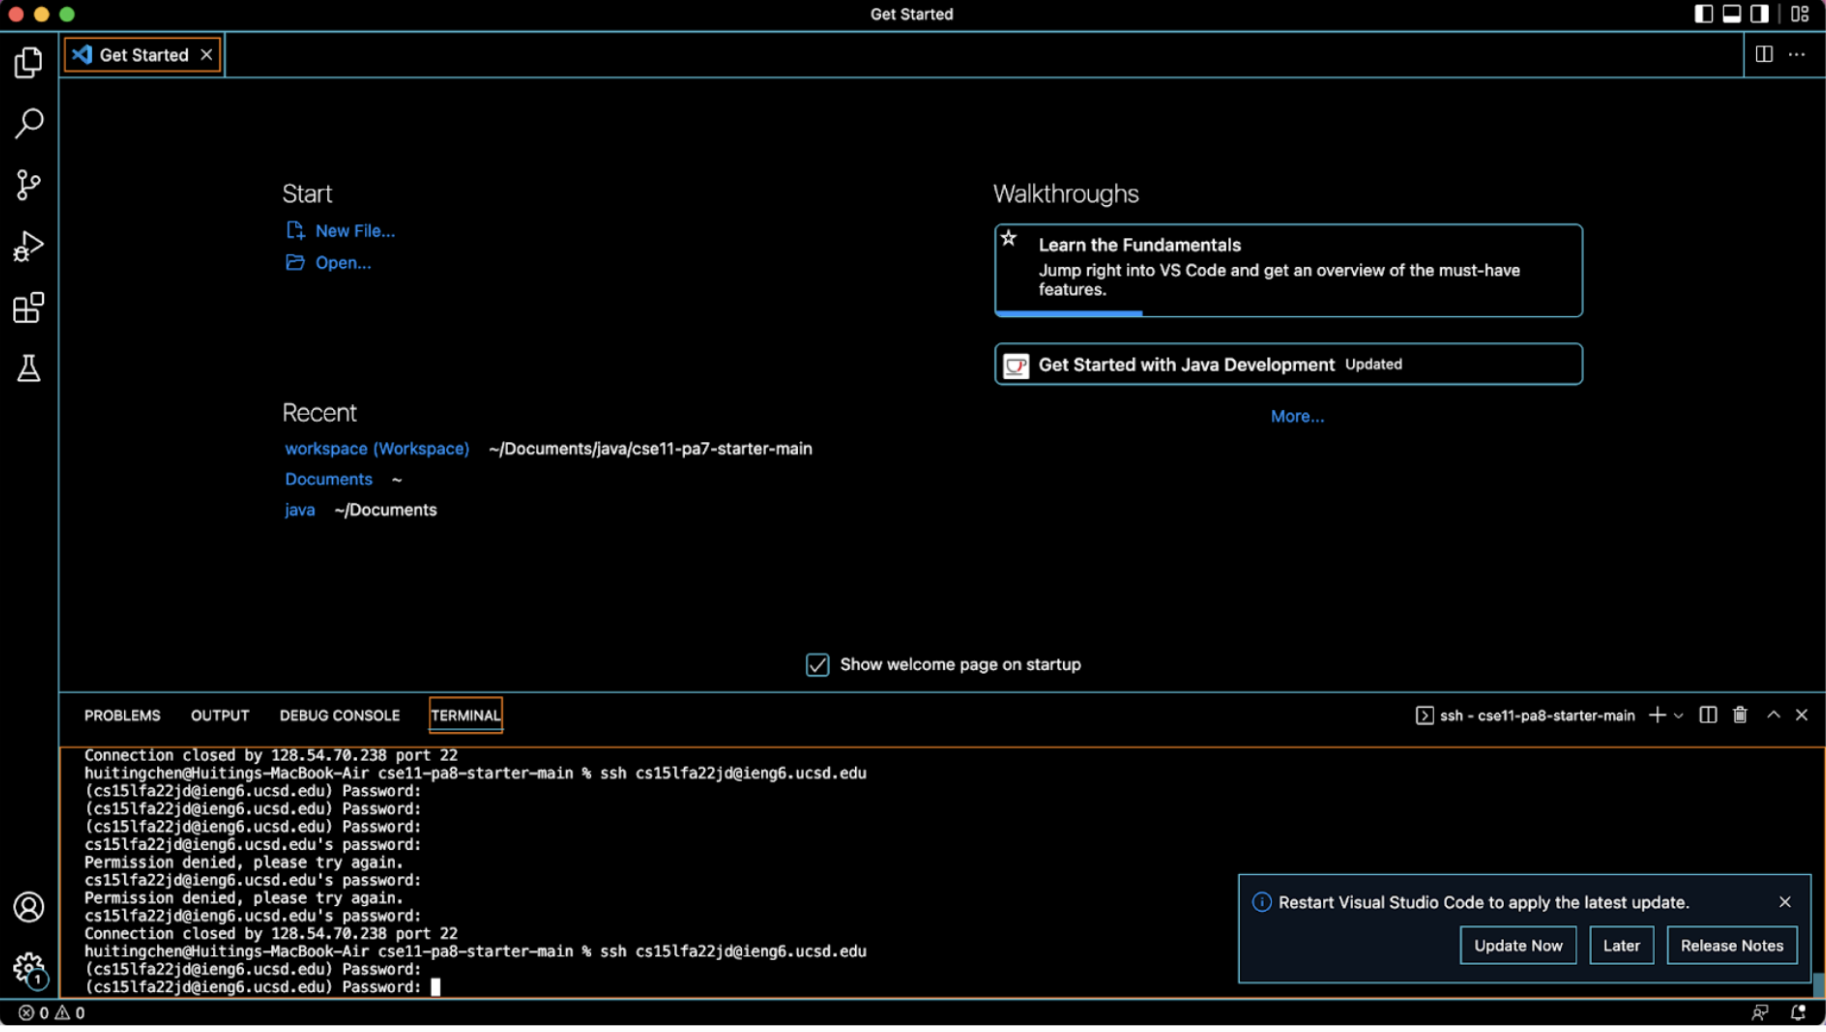 Get Started
Get Started
Start
New File...
Open...
Walkthroughs
Learn the Fundamentals
Jump right into VS Code and get an overview of the must-have
features.
Get Started with Java Development Updated
More...
Recent
workspace (Workspace) ~/Documents/java/cse11-pa7-starter-main
Documents ~
java ~/Documents
Show welcome page on startup
PROBLEMS OUTPUT DEBUG CONSOLE TERMINAL ssh - cse11-pa8-starter-main
Connection closed by 128.54.70.238 port 22
huitingchen@Huitings-MacBook-Air cse11-pa8-starter-main % ssh cs15lfa22jd@ieng6.ucsd.edu
(cs15lfa22jd@ieng6.ucsd.edu) Password:
(cs15lfa22jd@ieng6.ucsd.edu) Password:
(cs15lfa22jd@ieng6.ucsd.edu) Password:
cs15lfa22jd@ieng6.ucsd.edu's password:
Permission denied, please try again.
cs15lfa22jd@ieng6.ucsd.edu's password:
Permission denied, please try again.
cs15lfa22jd@ieng6.ucsd.edu's password:
Connection closed by 128.54.70.238 port 22
huitingchen@Huitings-MacBook-Air cse11-pa8-starter-main % ssh cs15lfa22jd@ieng6.ucsd.edu
(cs15lfa22jd@ieng6.ucsd.edu) Password:
(cs15lfa22jd@ieng6.ucsd.edu) Password:
Restart Visual Studio Code to apply the latest update.
Update Now Later Release Notes
1
0 0